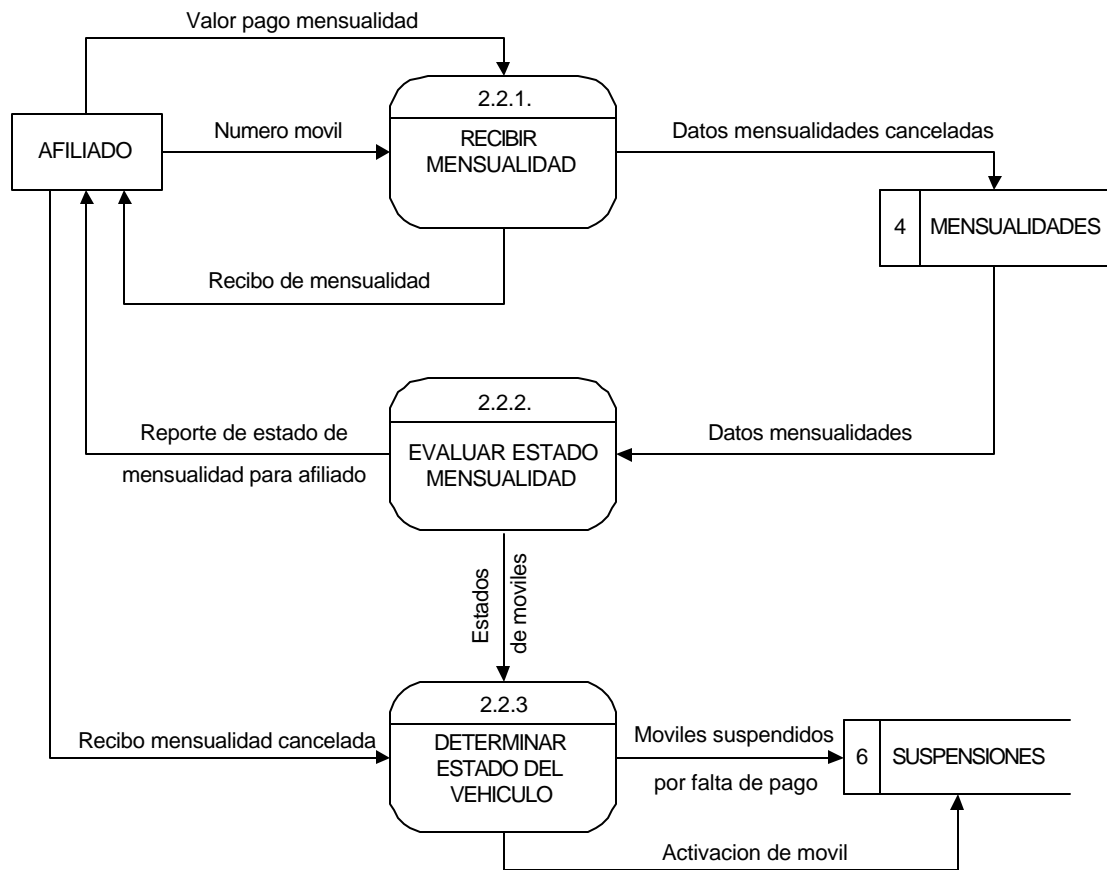 Valor pago mensualidad
2.2.1.
RECIBIR
MENSUALIDAD
AFILIADO
Numero movil
Datos mensualidades canceladas
4
MENSUALIDADES
Recibo de mensualidad
2.2.2.
EVALUAR ESTADO
MENSUALIDAD
Reporte de estado de
mensualidad para afiliado
Datos mensualidades
Estados
de moviles
2.2.3
DETERMINAR
ESTADO DEL
VEHICULO
Recibo mensualidad cancelada
Moviles suspendidos
por falta de pago
6
SUSPENSIONES
Activacion de movil